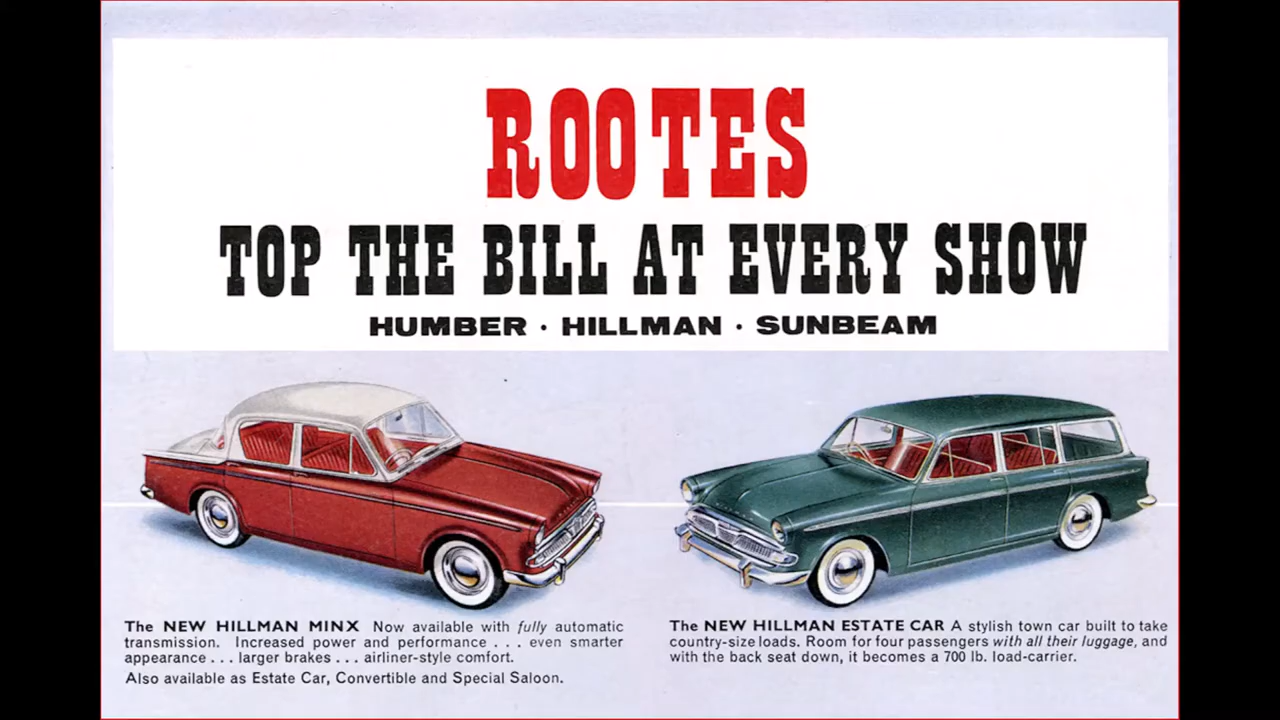 ROOTES
TOP THE BILL AT EVERY SHOW
HUMBER · HILLMAN · SUNBEAM
The NEW HILLMAN MINX Now available with fully automatic
transmission. Increased power and performance . . . even smarter
appearance . . . larger brakes . . . airliner-style comfort.
Also available as Estate Car, Convertible and Special Saloon.
The NEW HILLMAN ESTATE CAR A stylish town car built to take
country-size loads. Room for four passengers with all their luggage, and
with the back seat down, it becomes a 700 lb. load-carrier.